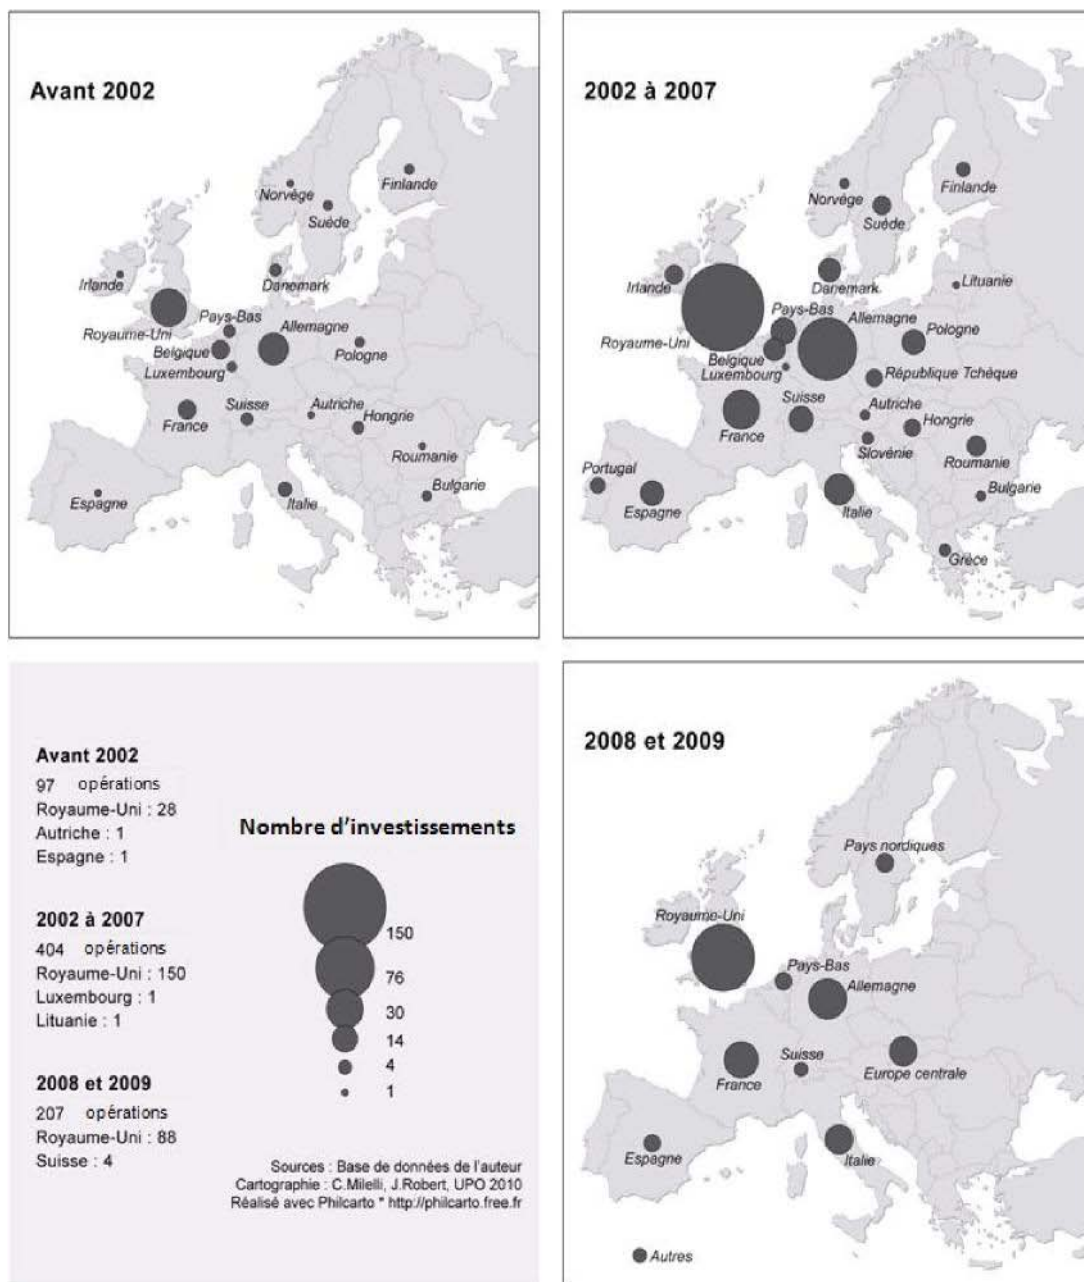 Avant 2002
Finlande
Norvège
Suède
Irlande
Danemark
Royaume-Uni
Pays-Bas
Allemagne
Belgique
Pologne
Luxembourg
France
Suisse
Autriche
Hongrie
Roumanie
Espagne
Italie
Bulgarie
2002 à 2007
Finlande
Norvège
Suède
Irlande
Danemark
Lituanie
Pays-Bas
Allemagne
Royaume-Uni
Pologne
Belgique
Luxembourg
République Tchèque
Suisse
Autriche
France
Hongrie
Slovénie
Roumanie
Portugal
Espagne
Italie
Bulgarie
Grèce
Avant 2002
97 opérations
Royaume-Uni : 28
Autriche : 1
Espagne : 1
2002 à 2007
404 opérations
Royaume-Uni : 150
Luxembourg : 1
Lituanie : 1
2008 et 2009
207 opérations
Royaume-Uni : 88
Suisse : 4
Nombre d'investissements
150
76
30
14
4
1
Sources : Base de données de l'auteur
Cartographie : C.Milelli, J.Robert, UPO 2010
Réalisé avec Philcarto * http://philcarto.free.fr
2008 et 2009
Pays nordiques
Royaume-Uni
Pays-Bas
Allemagne
Suisse
France
Europe centrale
Espagne
Italie
Autres